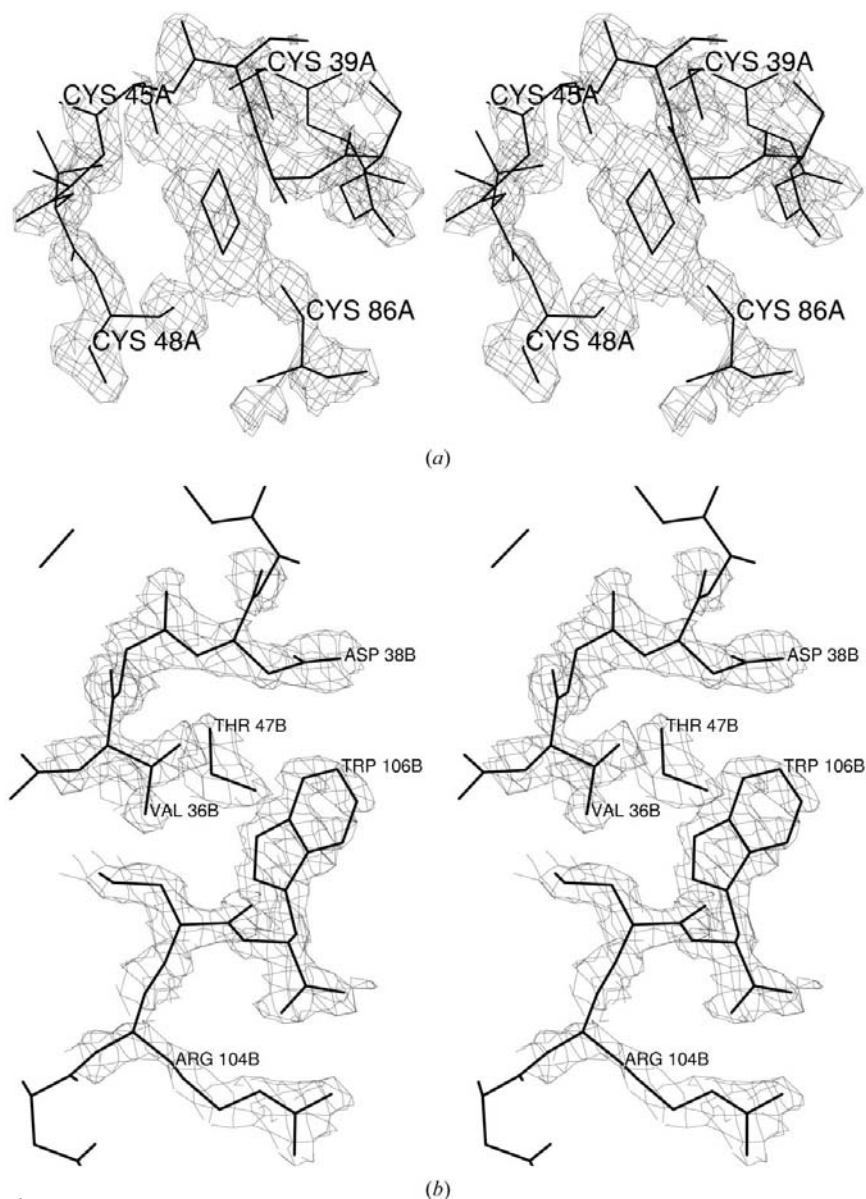 CYS 39A CYS 39A
CYS 45A CYS 45A
CYS 86A CYS 86A
CYS 48A CYS 48A
(a)
ASP 38B ASP 38B
THR 47B THR 47B
TRP 106B TRP 106B
VAL 36B VAL 36B
ARG 104B ARG 104B
(b)